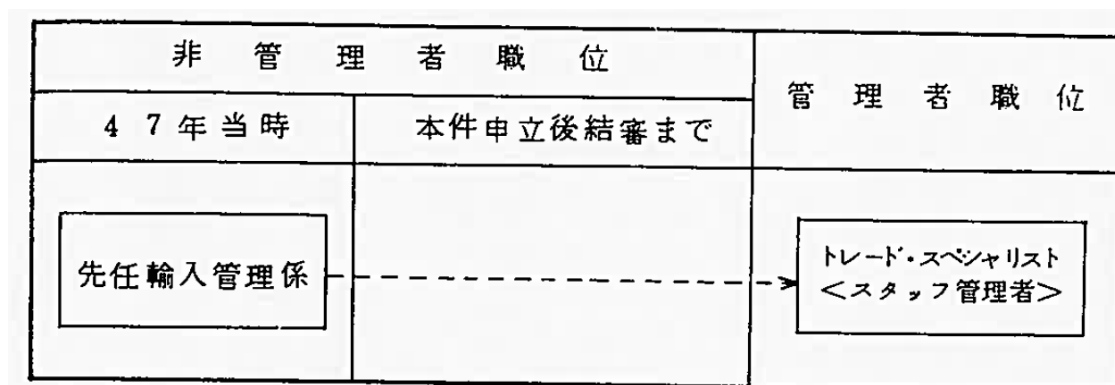 非管理者職位
管理者職位
47年当時
本件申立後結審まで
先任輸入管理係
トレード・スペシャリスト
<スタッフ管理者>